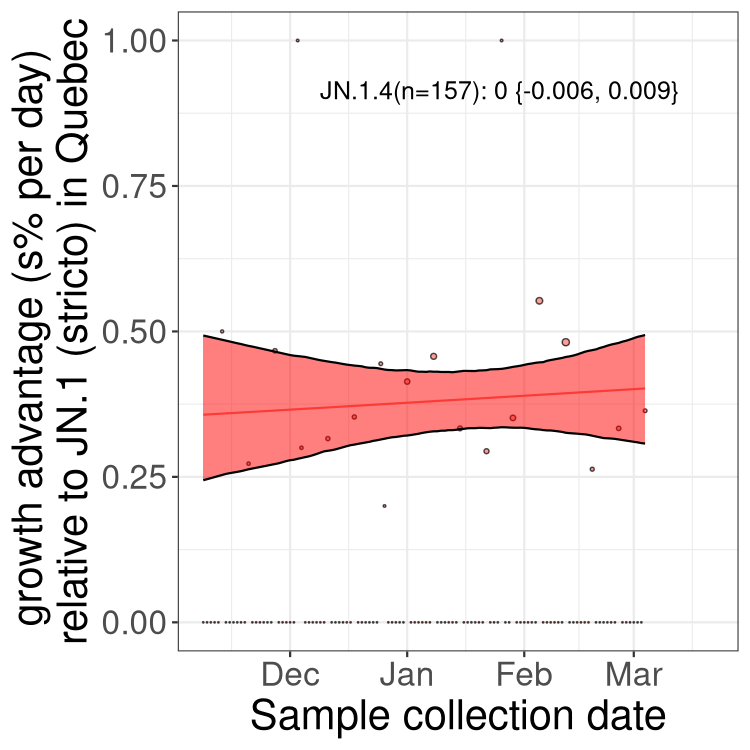 growth advantage (s% per day)
relative to JN.1 (stricto) in Quebec
1.00
0.75
0.50
0.25
0.00
JN.1.4(n=157): 0 {-0.006, 0.009}
Dec Jan Feb Mar
Sample collection date